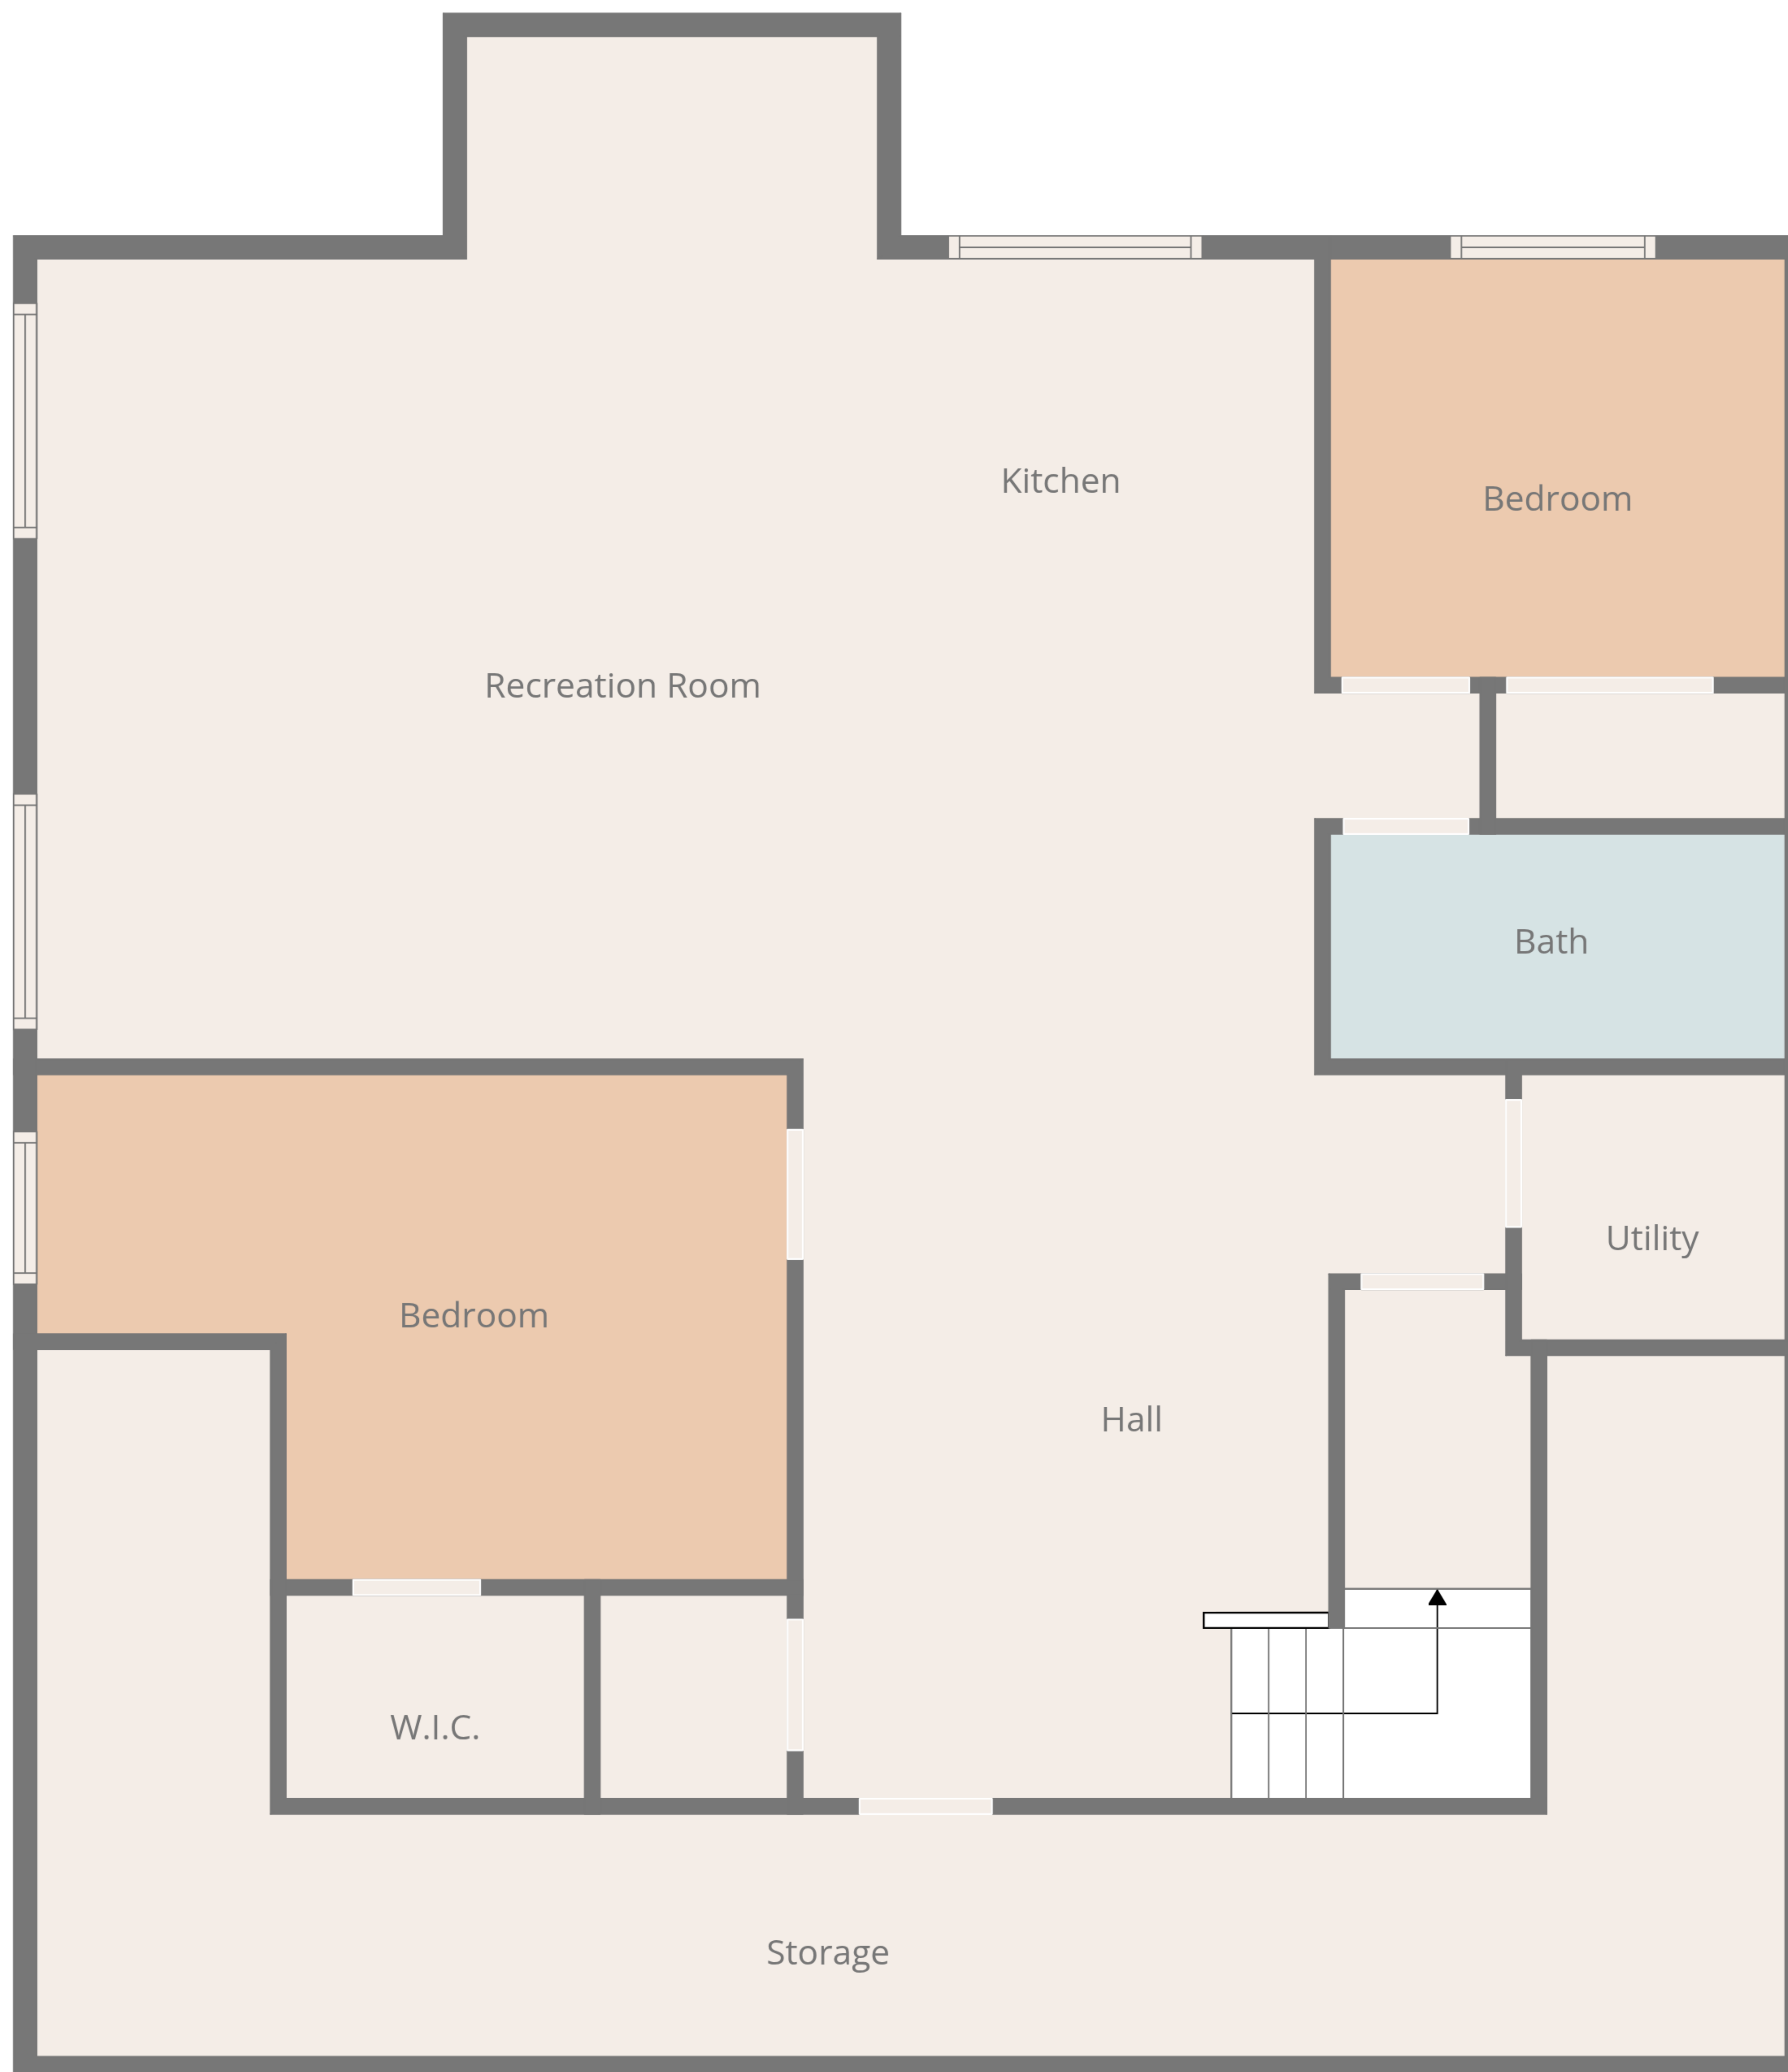 Kitchen
Bedroom
Recreation Room
Bath
Utility
Bedroom
Hall
W.I.C.
Storage